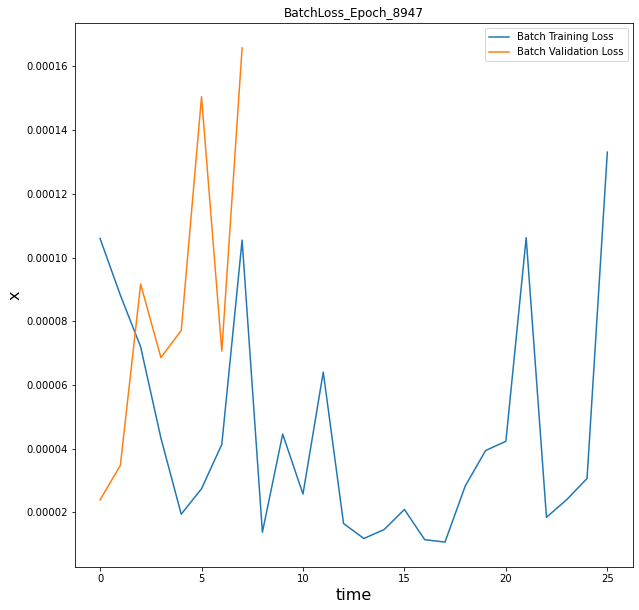 BatchLoss_Epoch_8947
Batch Training Loss
Batch Validation Loss
0.00016
0.00014
0.00012
0.00010
0.00008
0.00006
0.00004
0.00002
x
0 5 10 15 20 25
time